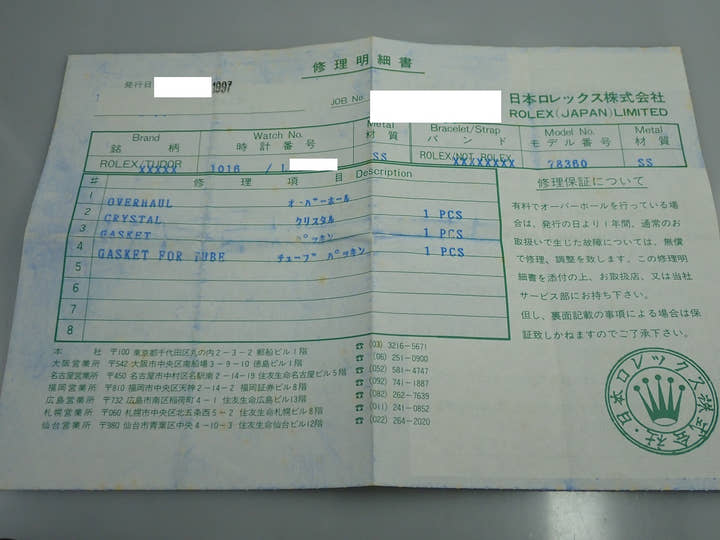 修理明細書
発行日 1997
JOB No.
日本ロレックス株式会社
ROLEX(JAPAN)LIMITED
Brand Watch No. Metal Bracelet/Strap Model No. Metal
銘柄 時計番号 材質 バンド モデル番号 材質
ROLEX/TUDOR XXXXX 1016 / 1 SS ROLEX/NOT ROLEX XXXXXXXX 78360 SS
# 修理項目 Description
1 OVERHAUL オーバーホール
2 CRYSTAL クリスタル 1 PCS
3 GASKET パッキン 1 PCS
4 GASKET FOR TUBE チューブ パッキン 1 PCS
5
6
7
8
修理保証について
有料でオーバーホールを行っている場
合は、発行の日より1年間、通常のお
取扱いで生じた故障については、無償
で修理、調整を致します。この修理明
細書を添付の上、お取扱店、又は当社
サービス部にお持ち下さい。
但し、裏面記載の事項による場合は保
証致しかねますのでご了承下さい。
本社 〒100 東京都千代田区丸の内2-3-2 郵船ビル1階 ☎ (03) 3216-5671
大阪営業所 〒542 大阪市中央区南船場3-9-10 徳島ビル1階 ☎ (06) 251-0900
名古屋営業所 〒450 名古屋市中村区名駅南2-14-19 住友生命名古屋ビル5階 ☎ (052) 581-4747
福岡営業所 〒810 福岡市中央区天神2-14-2 福岡証券ビル8階 ☎ (092) 741-1887
広島営業所 〒732 広島市南区稲荷町4-1 住友生命広島ビル13階 ☎ (082) 262-7639
札幌営業所 〒060 札幌市中央区北五条西5-2 住友生命札幌ビル8階 ☎ (011) 241-0852
仙台営業所 〒980 仙台市青葉区中央4-10-3 住友生命仙台ビル12階 ☎ (022) 264-2020
日本ロレックス株式会社